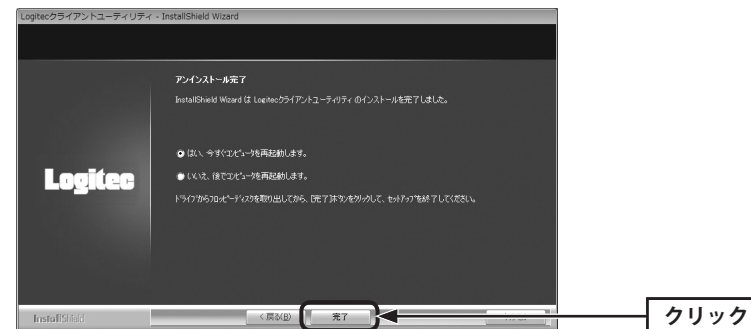 Logitecクライアントユーティリティ - InstallShield Wizard
アンインストール完了
InstallShield Wizard は Logitecクライアントユーティリティ のインストールを完了しました。
はい、今すぐコンピュータを再起動します。
いいえ、後でコンピュータを再起動します。
ドライブからフロッピーディスクを取り出してから、[完了]ボタンをクリックして、セットアップを終了してください。
Logitec
InstallShield
< 戻る(B)
完了
クリック